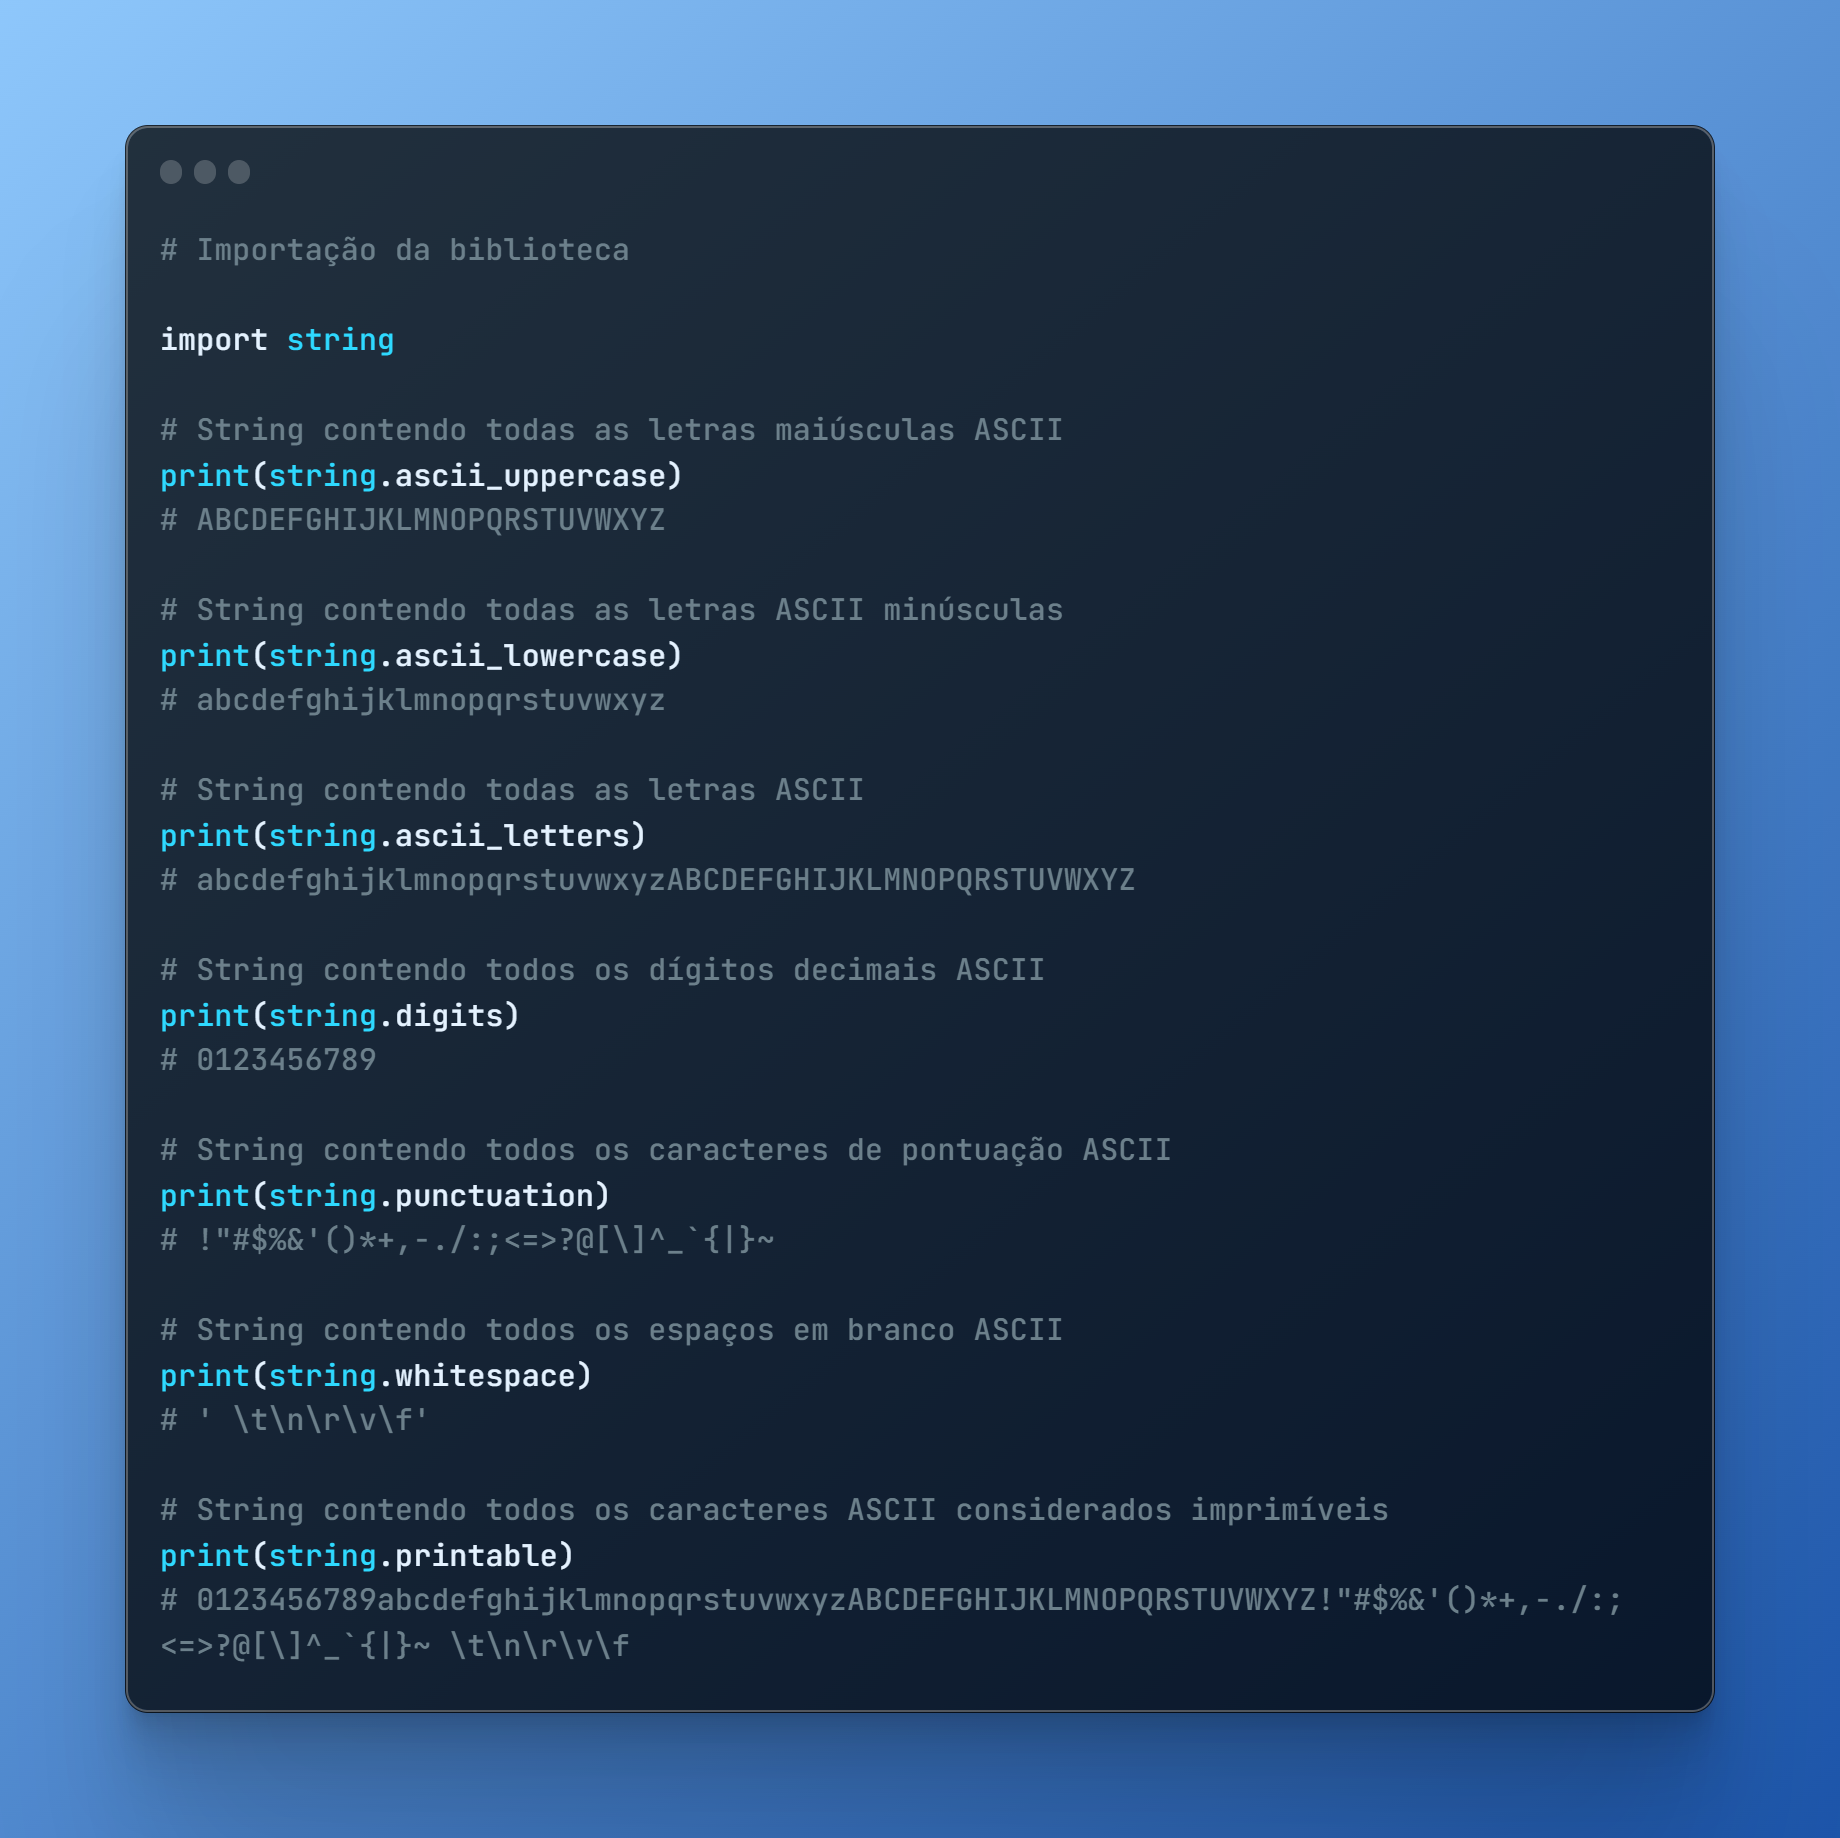 # Importação da biblioteca
import string
# String contendo todas as letras maiúsculas ASCII
print(string.ascii_uppercase)
# ABCDEFGHIJKLMNOPQRSTUVWXYZ
# String contendo todas as letras ASCII minúsculas
print(string.ascii_lowercase)
# abcdefghijklmnopqrstuvwxyz
# String contendo todas as letras ASCII
print(string.ascii_letters)
# abcdefghijklmnopqrstuvwxyzABCDEFGHIJKLMNOPQRSTUVWXYZ
# String contendo todos os dígitos decimais ASCII
print(string.digits)
# 0123456789
# String contendo todos os caracteres de pontuação ASCII
print(string.punctuation)
# !"#$%&'()*+,-./:;<=>?@[\]^_`{|}~
# String contendo todos os espaços em branco ASCII
print(string.whitespace)
# ' \t\n\r\v\f'
# String contendo todos os caracteres ASCII considerados imprimíveis
print(string.printable)
# 0123456789abcdefghijklmnopqrstuvwxyzABCDEFGHIJKLMNOPQRSTUVWXYZ!"#$%&'()*+,-./:;
<=>?@[\]^_`{|}~ \t\n\r\v\f